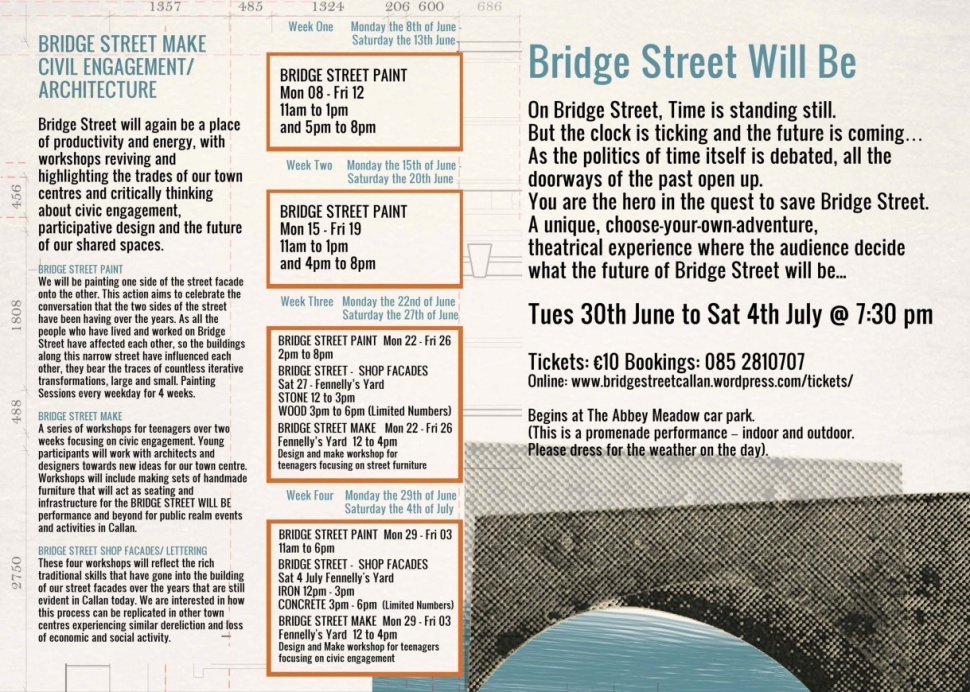 1357 485 1324 206 600 686
456
1808
488
2750
BRIDGE STREET MAKE
CIVIL ENGAGEMENT/
ARCHITECTURE
Bridge Street will again be a place
of productivity and energy, with
workshops reviving and
highlighting the trades of our town
centres and critically thinking
about civic engagement,
participative design and the future
of our shared spaces.
BRIDGE STREET PAINT
We will be painting one side of the street facade
onto the other. This action aims to celebrate the
conversation that the two sides of the street
have been having over the years. As all the
people who have lived and worked on Bridge
Street have affected each other, so the buildings
along this narrow street have influenced each
other, they bear the traces of countless iterative
transformations, large and small. Painting
Sessions every weekday for 4 weeks.
BRIDGE STREET MAKE
A series of workshops for teenagers over two
weeks focusing on civic engagement. Young
participants will work with architects and
designers towards new ideas for our town centre.
Workshops will include making sets of handmade
furniture that will act as seating and
infrastructure for the BRIDGE STREET WILL BE
performance and beyond for public realm events
and activities in Callan.
BRIDGE STREET SHOP FACADES/ LETTERING
These four workshops will reflect the rich
traditional skills that have gone into the building
of our street facades over the years that are still
evident in Callan today. We are interested in how
this process can be replicated in other town
centres experiencing similar dereliction and loss
of economic and social activity.
Week One Monday the 8th of June -
Saturday the 13th June
BRIDGE STREET PAINT
Mon 08 - Fri 12
11am to 1pm
and 5pm to 8pm
Week Two Monday the 15th of June -
Saturday the 20th June
BRIDGE STREET PAINT
Mon 15 - Fri 19
11am to 1pm
and 4pm to 8pm
Week Three Monday the 22nd of June -
Saturday the 27th of June
BRIDGE STREET PAINT Mon 22 - Fri 26
2pm to 8pm
BRIDGE STREET - SHOP FACADES
Sat 27 - Fennelly's Yard
STONE 12 to 3pm
WOOD 3pm to 6pm (Limited Numbers)
BRIDGE STREET MAKE Mon 22 - Fri 26
Fennelly's Yard 12 to 4pm
Design and make workshop for
teenagers focusing on street furniture
Week Four Monday the 29th of June -
Saturday the 4th of July
BRIDGE STREET PAINT Mon 29 - Fri 03
11am to 6pm
BRIDGE STREET - SHOP FACADES
Sat 4 July Fennelly's Yard
IRON 12pm - 3pm
CONCRETE 3pm - 6pm (Limited Numbers)
BRIDGE STREET MAKE Mon 29 - Fri 03
Fennelly's Yard 12 to 4pm
Design and Make workshop for teenagers
focusing on civic engagement
Bridge Street Will Be
On Bridge Street, Time is standing still.
But the clock is ticking and the future is coming...
As the politics of time itself is debated, all the
doorways of the past open up.
You are the hero in the quest to save Bridge Street.
A unique, choose-your-own-adventure,
theatrical experience where the audience decide
what the future of Bridge Street will be...
Tues 30th June to Sat 4th July @ 7:30 pm
Tickets: €10 Bookings: 085 2810707
Online: www.bridgestreetcallan.wordpress.com/tickets/
Begins at The Abbey Meadow car park.
(This is a promenade performance – indoor and outdoor.
Please dress for the weather on the day).